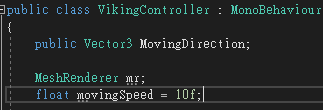 public class VikingController : MonoBehaviour
{
public Vector3 MovingDirection;
MeshRenderer mr;
float movingSpeed = 10f;